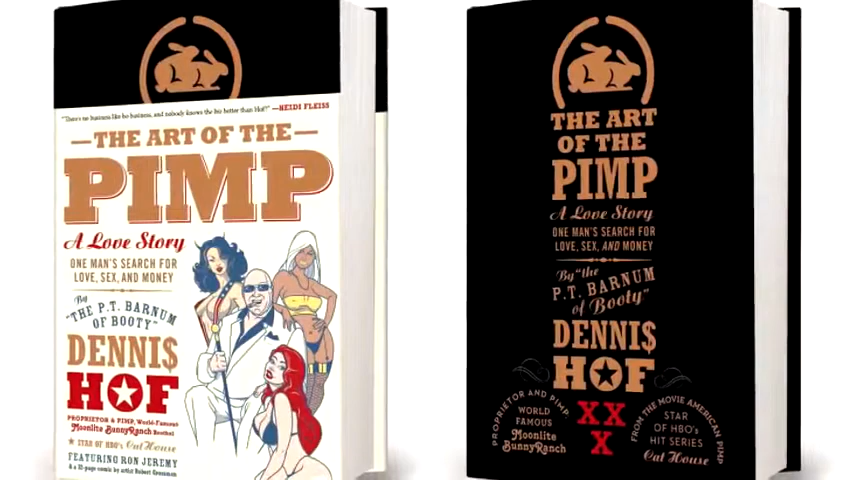 "There's no business like ho business, and nobody knows the biz better than Hof!" —HEIDI FLEISS
—THE ART OF THE—
PIMP
A Love Story
ONE MAN'S SEARCH FOR
LOVE, SEX, AND MONEY
By
"THE P.T. BARNUM
OF BOOTY"
DENNI$
HOF
PROPRIETOR & PIMP, World-Famous
Moonlite BunnyRanch Brothel
★ STAR OF HBO's Cat House
FEATURING RON JEREMY
& a 32-page comic by artist Robert Grossman
THE ART
OF THE
PIMP
A Love Story
ONE MAN'S SEARCH FOR
LOVE, SEX, AND MONEY
By "the
P.T. BARNUM
of Booty"
DENNI$
HOF
PROPRIETOR AND PIMP
WORLD
FAMOUS
Moonlite
BunnyRanch
XX
X
FROM THE MOVIE AMERICAN PIMP
STAR
OF HBO's
HIT SERIES
Cat House